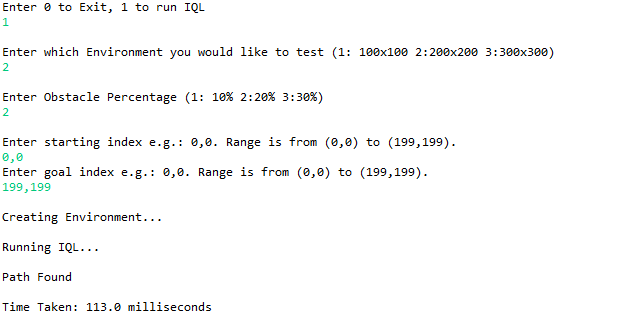 Enter 0 to Exit, 1 to run IQL
1
Enter which Environment you would like to test (1: 100x100 2:200x200 3:300x300)
2
Enter Obstacle Percentage (1: 10% 2:20% 3:30%)
2
Enter starting index e.g.: 0,0. Range is from (0,0) to (199,199).
0,0
Enter goal index e.g.: 0,0. Range is from (0,0) to (199,199).
199,199
Creating Environment...
Running IQL...
Path Found
Time Taken: 113.0 milliseconds